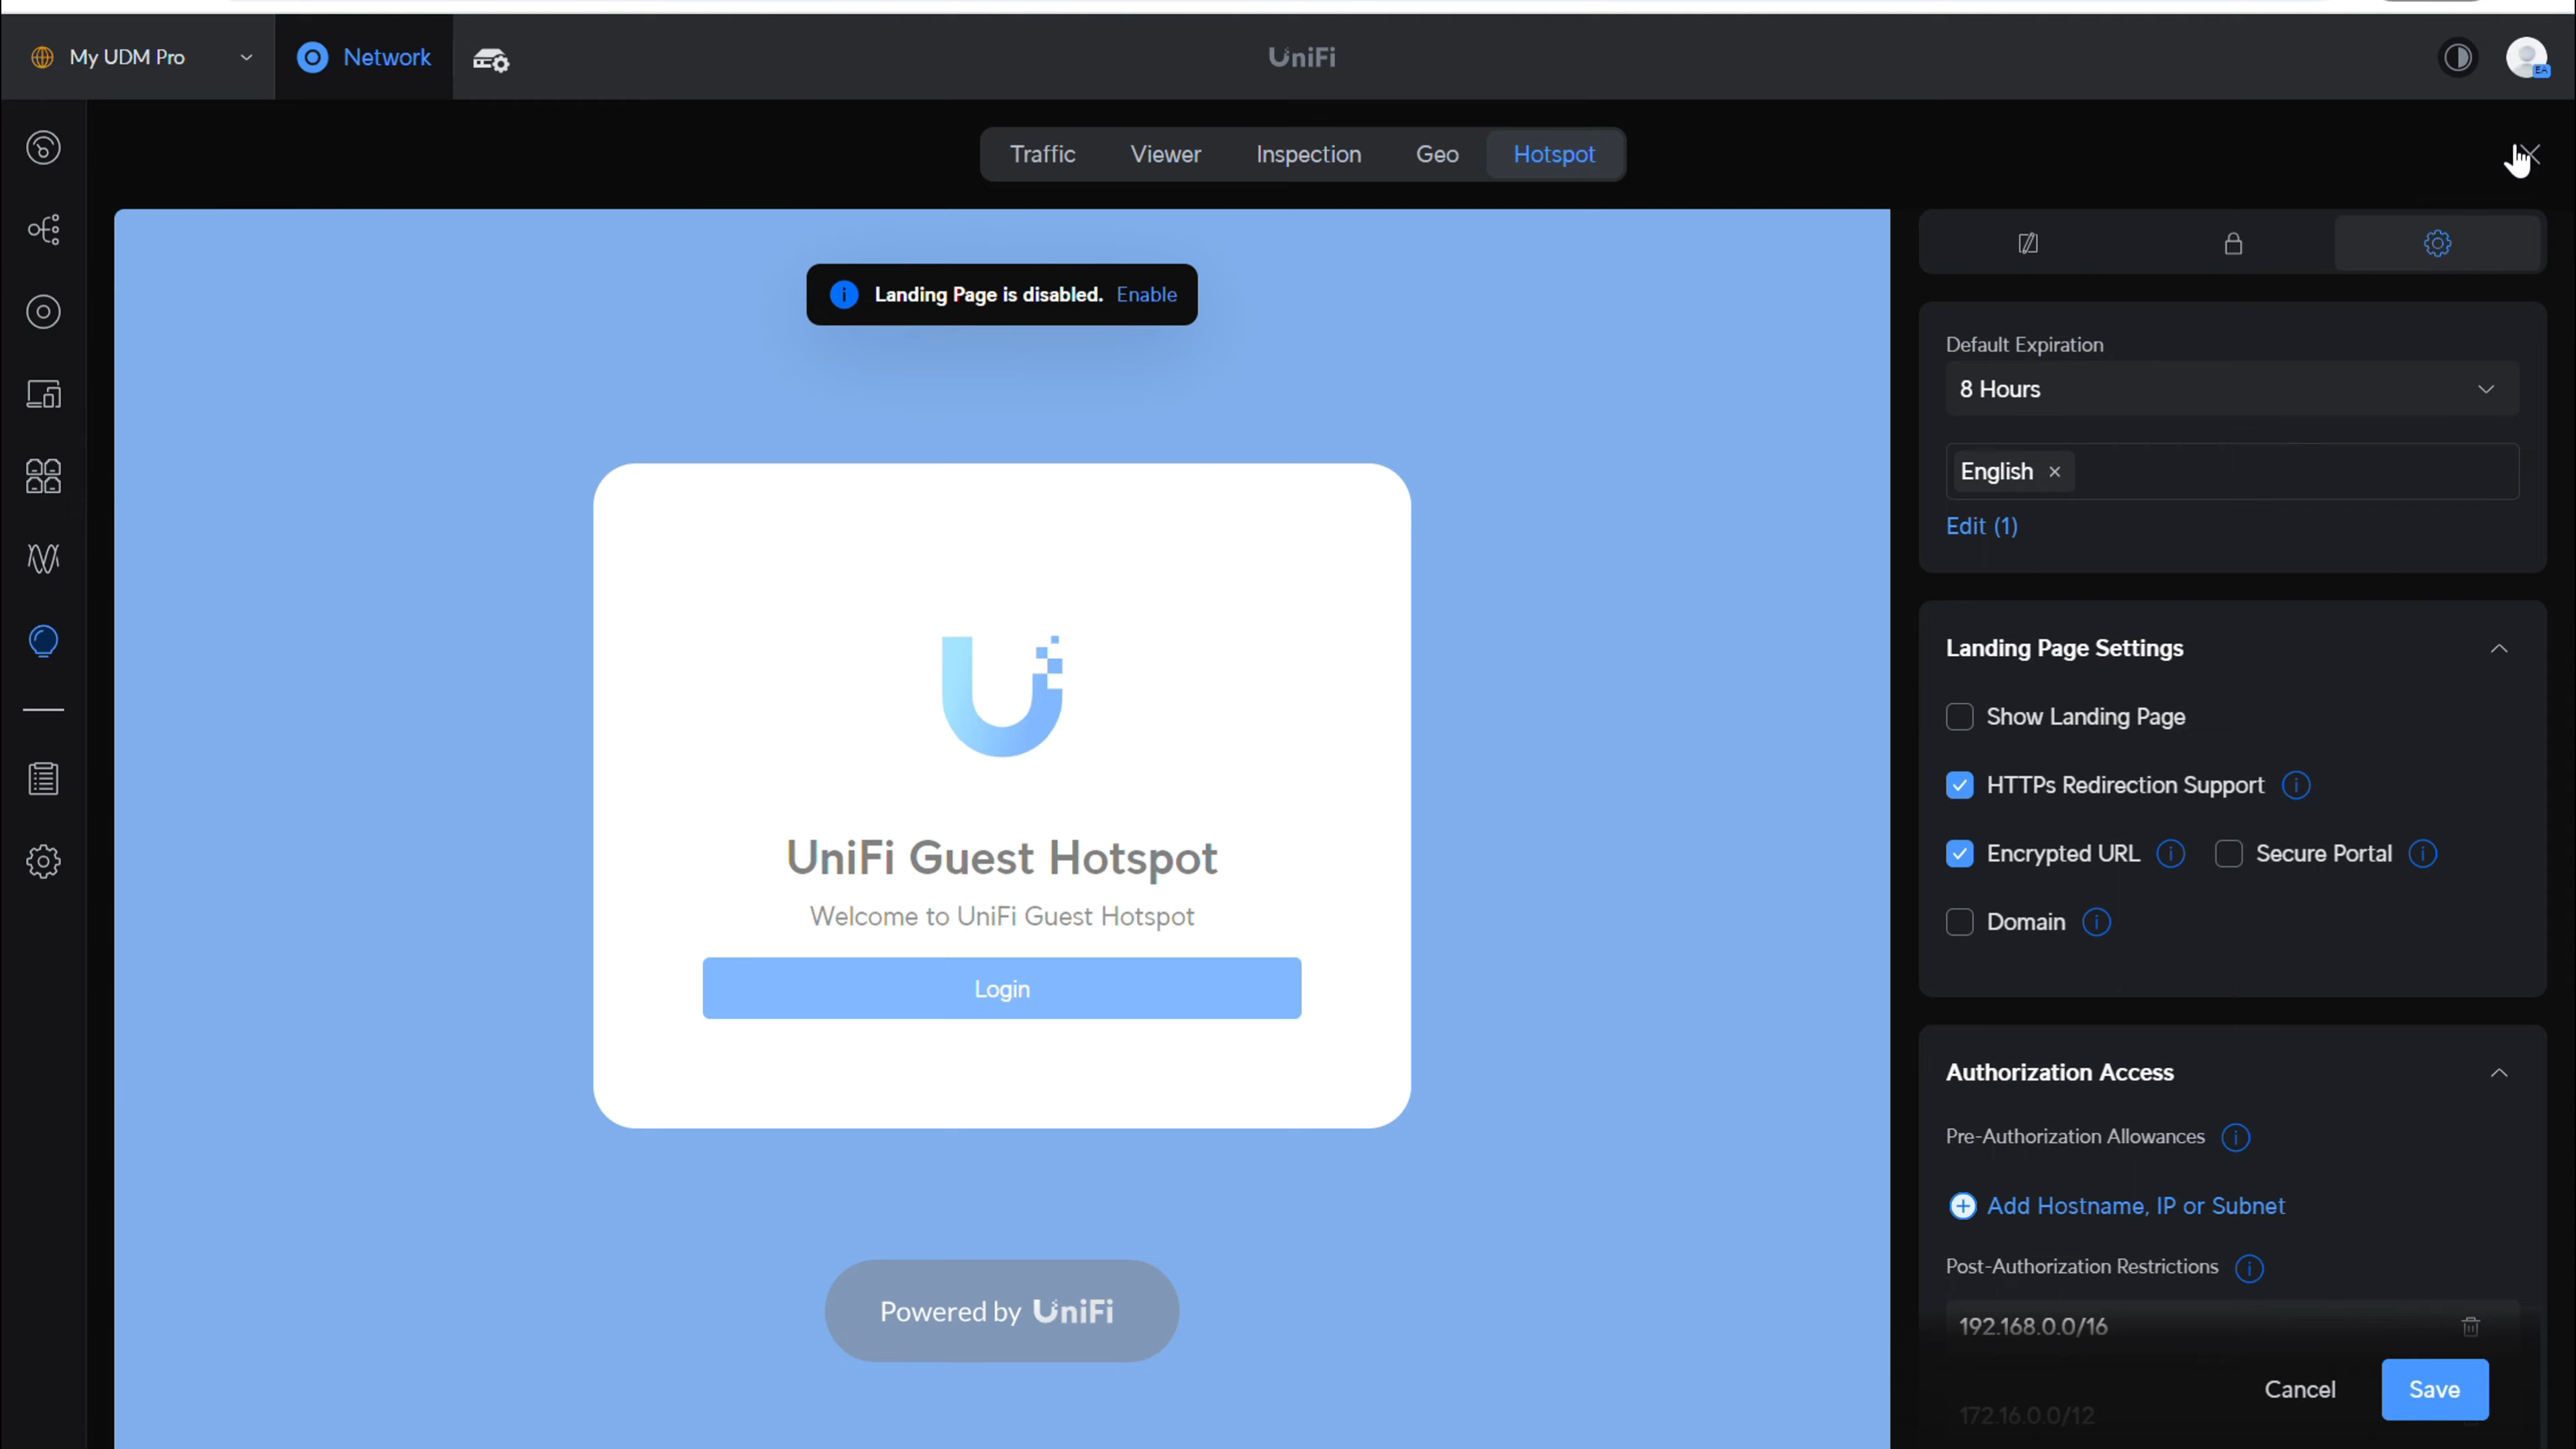 My UDM Pro
Network
UniFi
EA
Traffic
Viewer
Inspection
Geo
Hotspot
Landing Page is disabled. Enable
UniFi Guest Hotspot
Welcome to UniFi Guest Hotspot
Login
Powered by UniFi
Default Expiration
8 Hours
English
Edit (1)
Landing Page Settings
Show Landing Page
HTTPs Redirection Support
Encrypted URL
Secure Portal
Domain
Authorization Access
Pre-Authorization Allowances
Add Hostname, IP or Subnet
Post-Authorization Restrictions
192.168.0.0/16
Cancel
Save
172.16.0.0/12